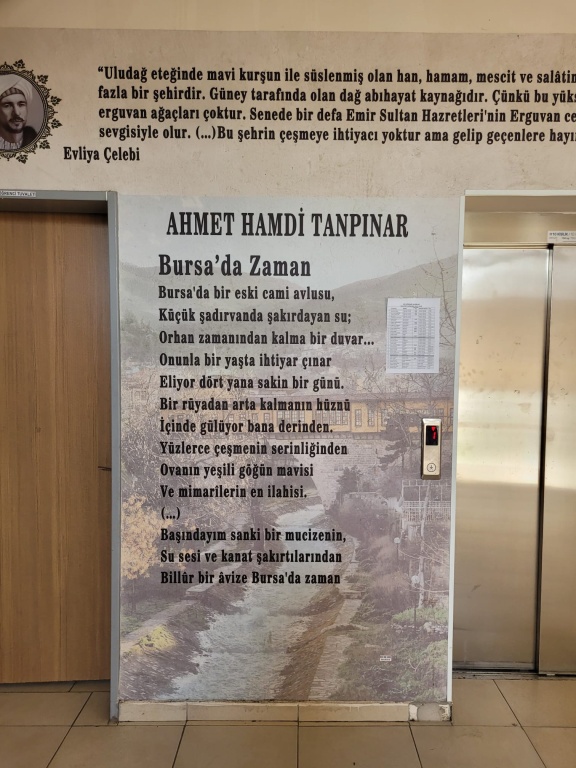 “Uludağ eteğinde mavi kurşun ile süslenmiş olan han, hamam, mescit ve salâtin
fazla bir şehirdir. Güney tarafında olan dağ abıhayat kaynağıdır. Çünkü bu yüks
erguvan ağaçları çoktur. Senede bir defa Emir Sultan Hazretleri'nin Erguvan ce
sevgisiyle olur. (...)Bu şehrin çeşmeye ihtiyacı yoktur ama gelip geçenlere hayır
Evliya Çelebi
ÖĞRENCİ TUVALETİ
AHMET HAMDİ TANPINAR
Bursa’da Zaman
Bursa'da bir eski cami avlusu,
Küçük şadırvanda şakırdayan su;
Orhan zamanından kalma bir duvar...
Onunla bir yaşta ihtiyar çınar
Eliyor dört yana sakin bir günü.
Bir rüyadan arta kalmanın hüznü
İçinde gülüyor bana derinden.
Yüzlerce çeşmenin serinliğinden
Ovanın yeşili göğün mavisi
Ve mimarilerin en ilahisi.
(...)
Başındayım sanki bir mucizenin,
Su sesi ve kanat şakırtılarından
Billûr bir âvize Bursa'da zaman